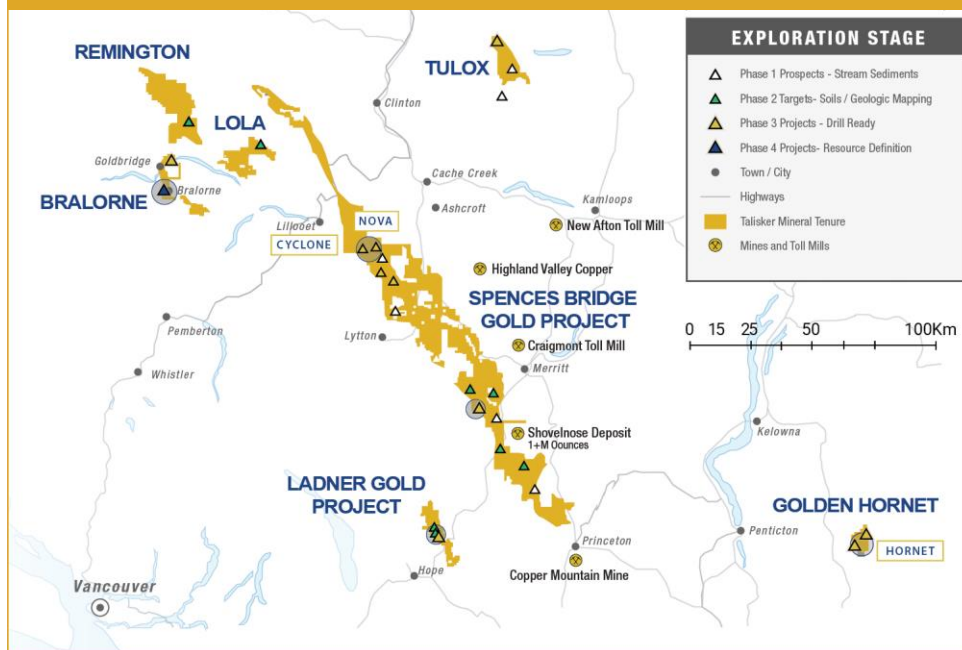 REMINGTON
TULOX
LOLA
Clinton
Goldbridge
BRALORNE
Bralorne
Cache Creek
Ashcroft
Kamloops
Lillooet
NOVA
CYCLONE
New Afton Toll Mill
Highland Valley Copper
SPENCES BRIDGE
GOLD PROJECT
Pemberton
Lytton
Craigmont Toll Mill
Merritt
Whistler
Shovelnose Deposit
1+M Oounces
Kelowna
LADNER GOLD
PROJECT
GOLDEN HORNET
Penticton
HORNET
Princeton
Hope
Copper Mountain Mine
Vancouver
EXPLORATION STAGE
Phase 1 Prospects - Stream Sediments
Phase 2 Targets- Soils / Geologic Mapping
Phase 3 Projects - Drill Ready
Phase 4 Projects- Resource Definition
Town / City
Highways
Talisker Mineral Tenure
Mines and Toll Mills
0 15 25 50 100Km